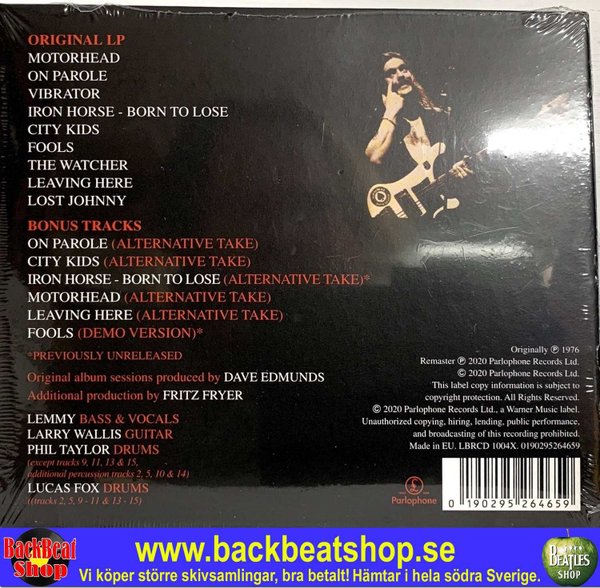 ORIGINAL LP
MOTORHEAD
ON PAROLE
VIBRATOR
IRON HORSE - BORN TO LOSE
CITY KIDS
FOOLS
THE WATCHER
LEAVING HERE
LOST JOHNNY
BONUS TRACKS
ON PAROLE (ALTERNATIVE TAKE)
CITY KIDS (ALTERNATIVE TAKE)
IRON HORSE - BORN TO LOSE (ALTERNATIVE TAKE)*
MOTORHEAD (ALTERNATIVE TAKE)
LEAVING HERE (ALTERNATIVE TAKE)
FOOLS (DEMO VERSION)*
*PREVIOUSLY UNRELEASED
Original album sessions produced by DAVE EDMUNDS
Additional production by FRITZ FRYER
LEMMY BASS & VOCALS
LARRY WALLIS GUITAR
PHIL TAYLOR DRUMS
(except tracks 9, 11, 13 & 15,
additional percussion tracks 2, 5, 10 & 14)
LUCAS FOX DRUMS
((tracks 2, 5, 9 - 11 & 13 - 15)
Originally ℗ 1976
Remaster ℗ 2020 Parlophone Records Ltd.
© 2020 Parlophone Records Ltd.
This label copy information is subject to
copyright protection. All Rights Reserved.
© 2020 Parlophone Records Ltd., a Warner Music label.
Unauthorized copying, hiring, lending, public performance,
and broadcasting of this recording prohibited.
Made in EU. LBRCD 1004X. 0190295264659
Parlophone
0 190295 264659
BackBeat
Shop
www.backbeatshop.se
Vi köper större skivsamlingar, bra betalt! Hämtar i hela södra Sverige.
BEATLES
SHOP